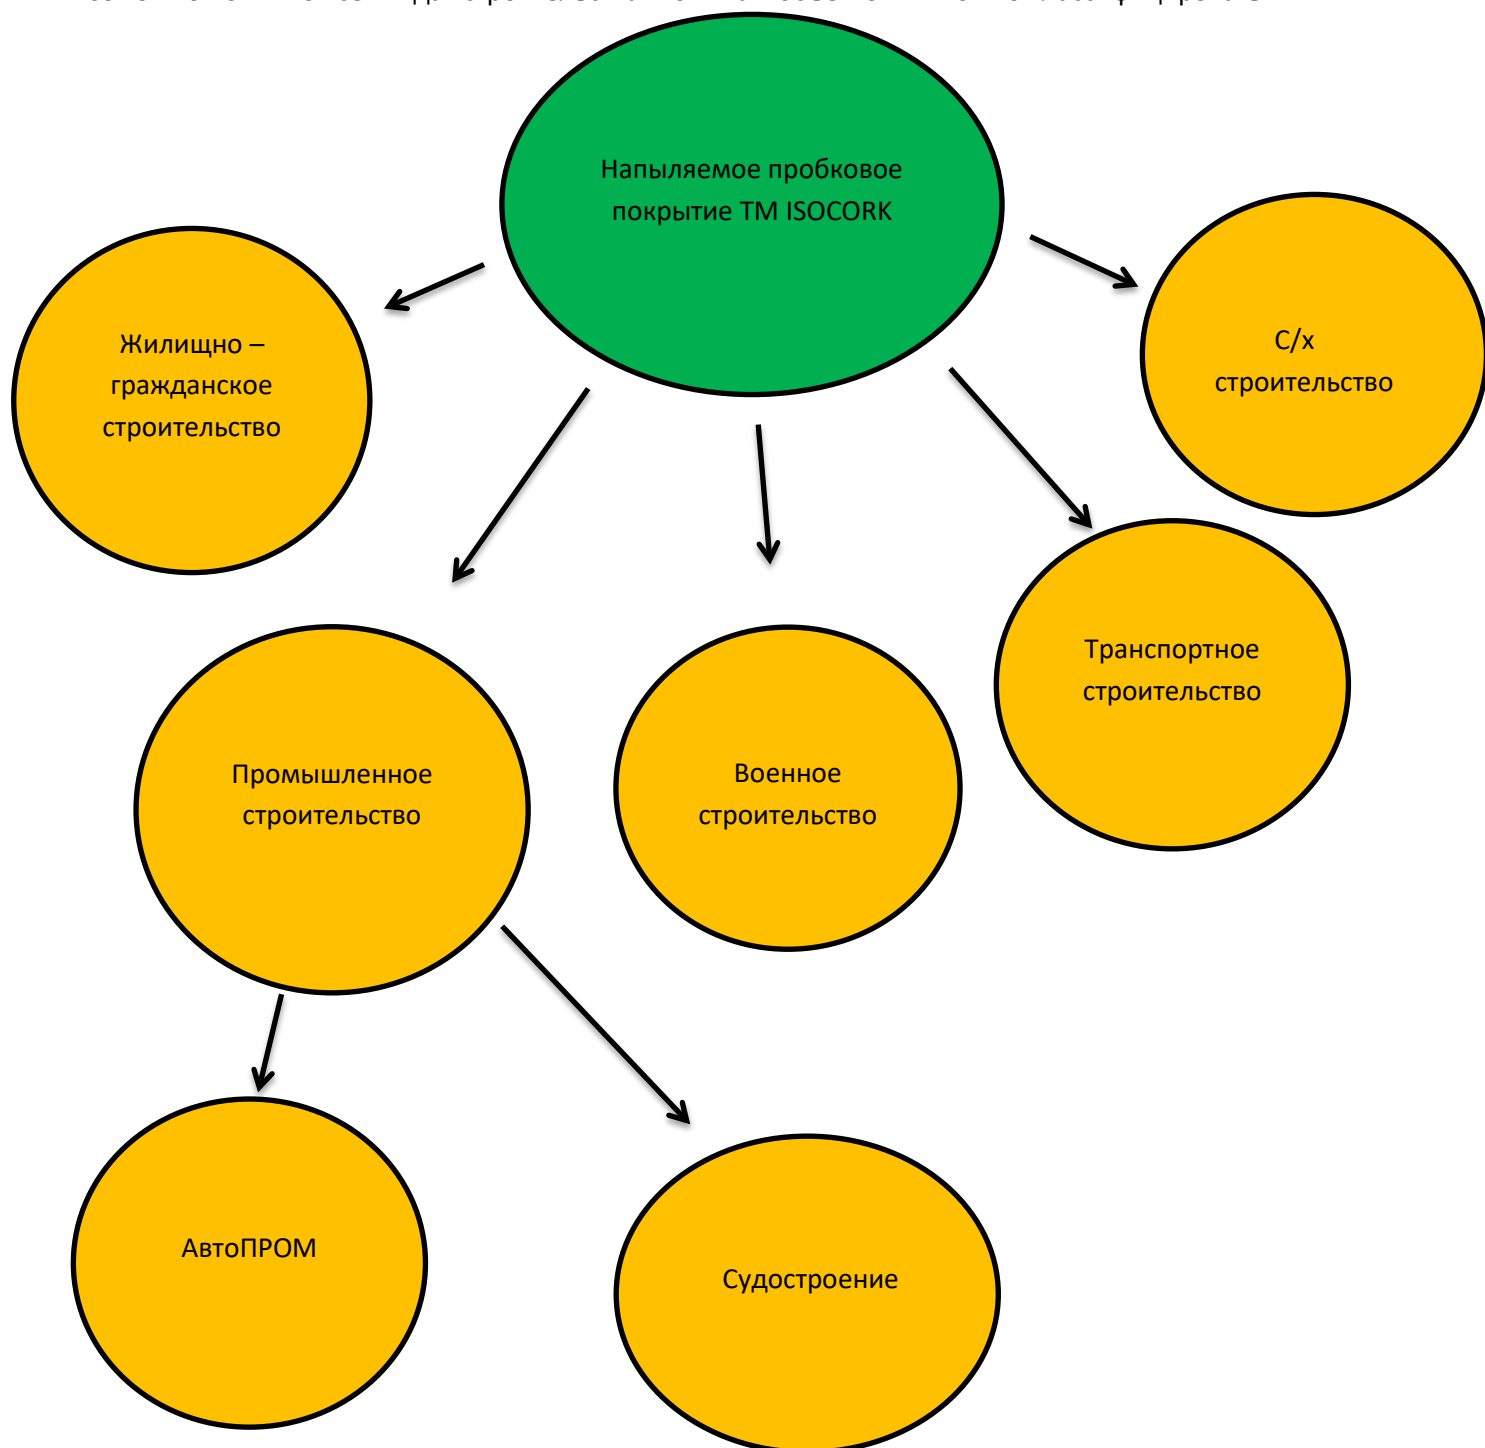 Напыляемое пробковое
покрытие ТМ ISOCORK
Жилищно –
гражданское
строительство
С/х
строительство
Транспортное
строительство
Промышленное
строительство
Военное
строительство
АвтоПРОМ
Судостроение